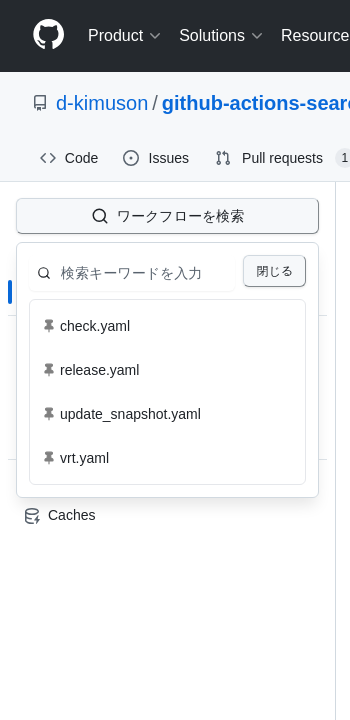 Product
Solutions
Resource
d-kimuson / github-actions-sear
Code
Issues
Pull requests 1
ワークフローを検索
検索キーワードを入力
閉じる
check.yaml
release.yaml
update_snapshot.yaml
vrt.yaml
Caches